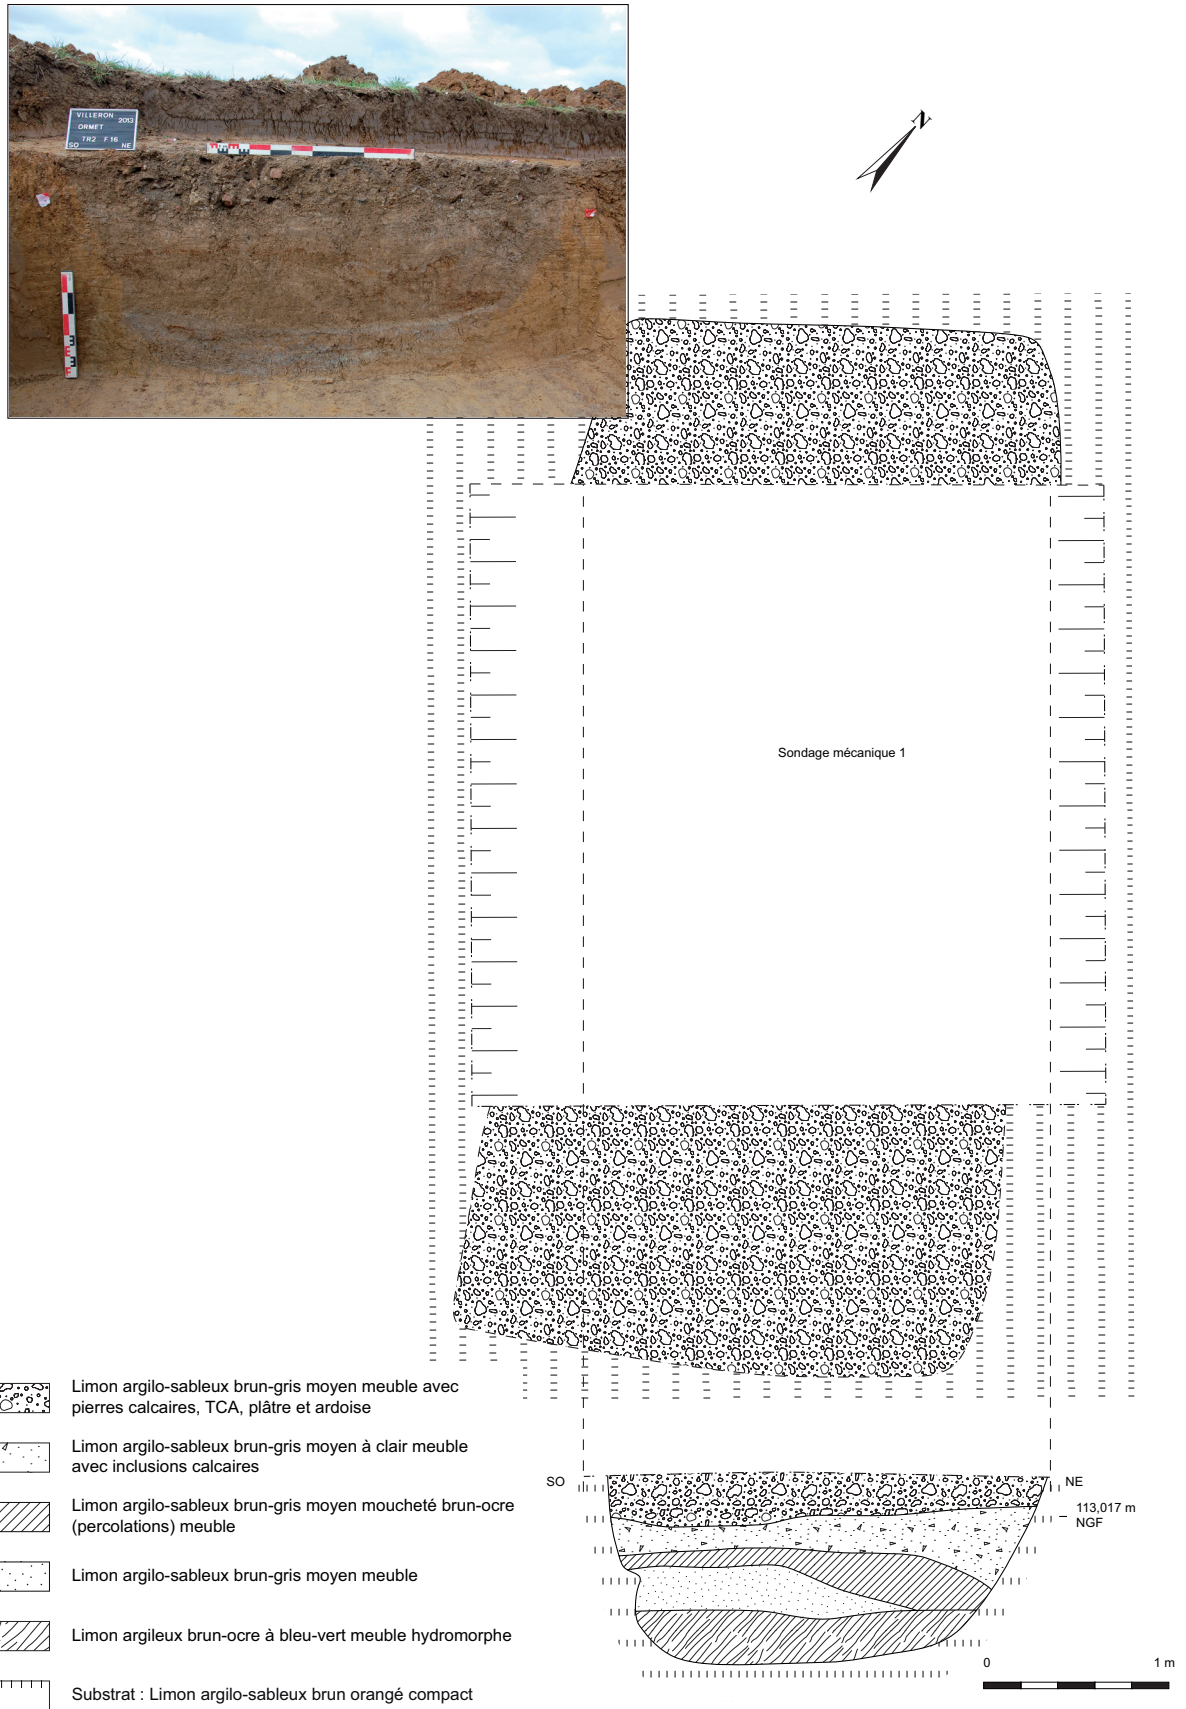 VILLERON
2013
ORMET
TR2 F16
SO NE
N
Sondage mécanique 1
Limon argilo-sableux brun-gris moyen meuble avec
pierres calcaires, TCA, plâtre et ardoise
Limon argilo-sableux brun-gris moyen à clair meuble
avec inclusions calcaires
Limon argilo-sableux brun-gris moyen moucheté brun-ocre
(percolations) meuble
Limon argilo-sableux brun-gris moyen meuble
Limon argileux brun-ocre à bleu-vert meuble hydromorphe
Substrat : Limon argilo-sableux brun orangé compact
SO
NE
113,017 m
NGF
0
1 m